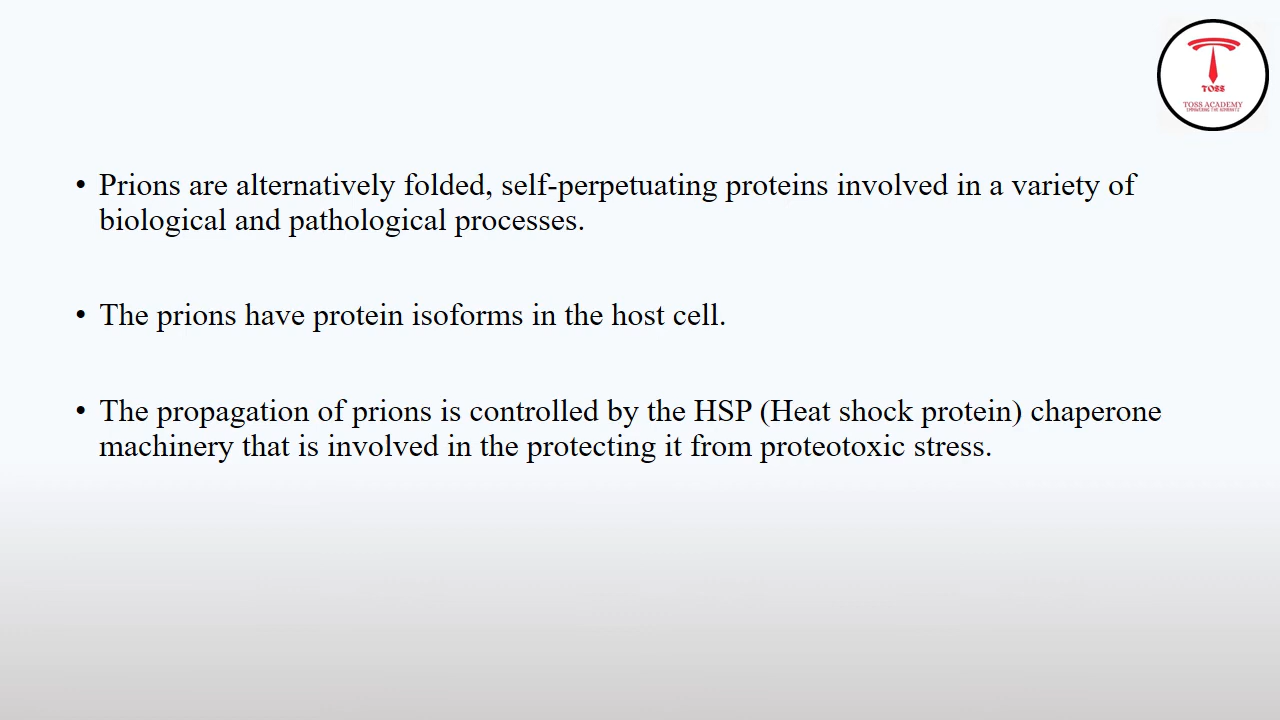 TOSS
TOSS ACADEMY
• Prions are alternatively folded, self-perpetuating proteins involved in a variety of
biological and pathological processes.
• The prions have protein isoforms in the host cell.
• The propagation of prions is controlled by the HSP (Heat shock protein) chaperone
machinery that is involved in the protecting it from proteotoxic stress.